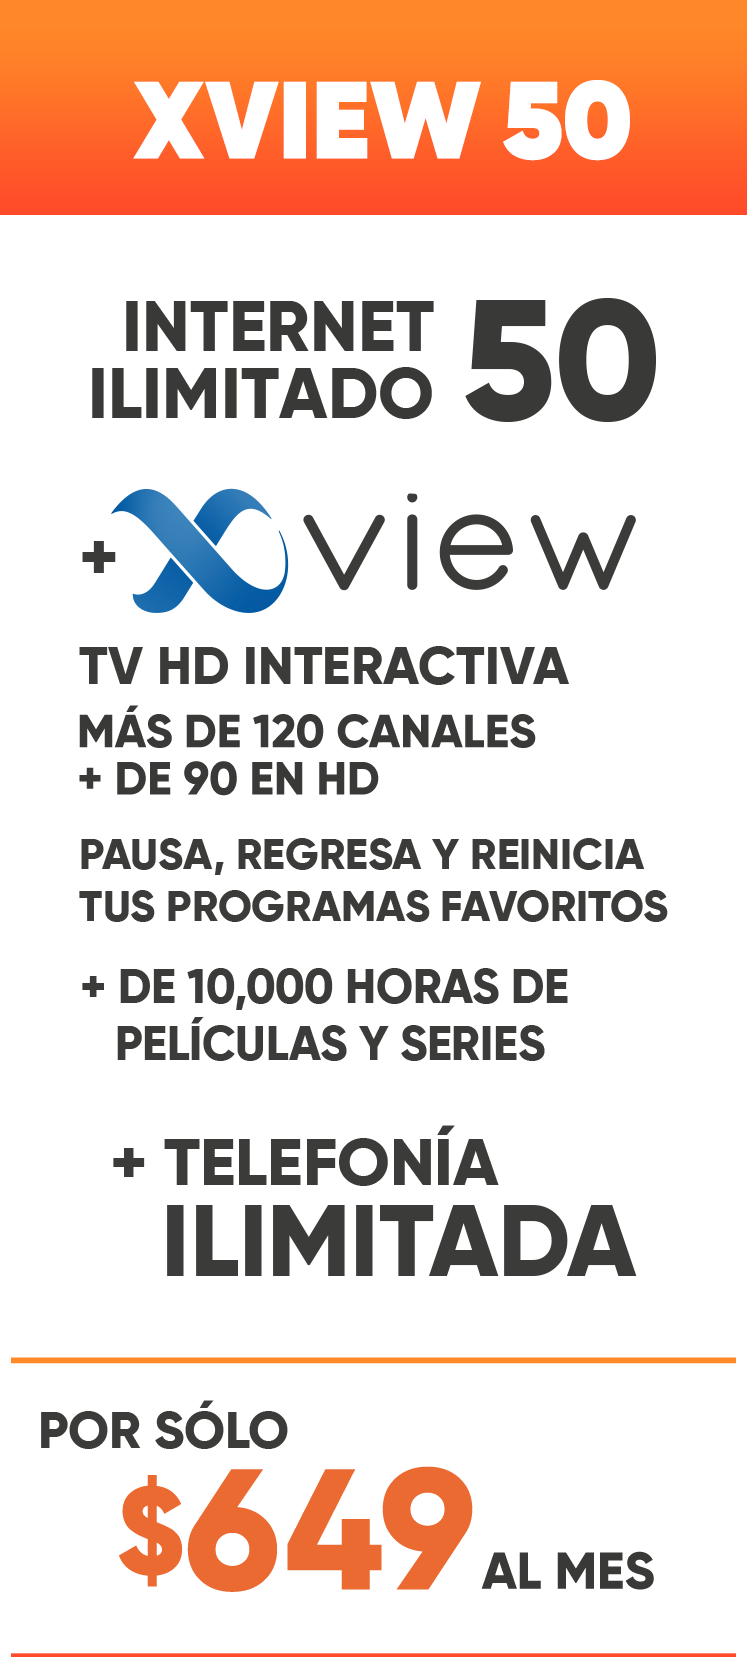 XVIEW 50
INTERNET
ILIMITADO 50
+ Xview
TV HD INTERACTIVA
MÁS DE 120 CANALES
+ DE 90 EN HD
PAUSA, REGRESA Y REINICIA
TUS PROGRAMAS FAVORITOS
+ DE 10,000 HORAS DE
PELÍCULAS Y SERIES
+ TELEFONÍA
ILIMITADA
POR SÓLO
$649 AL MES